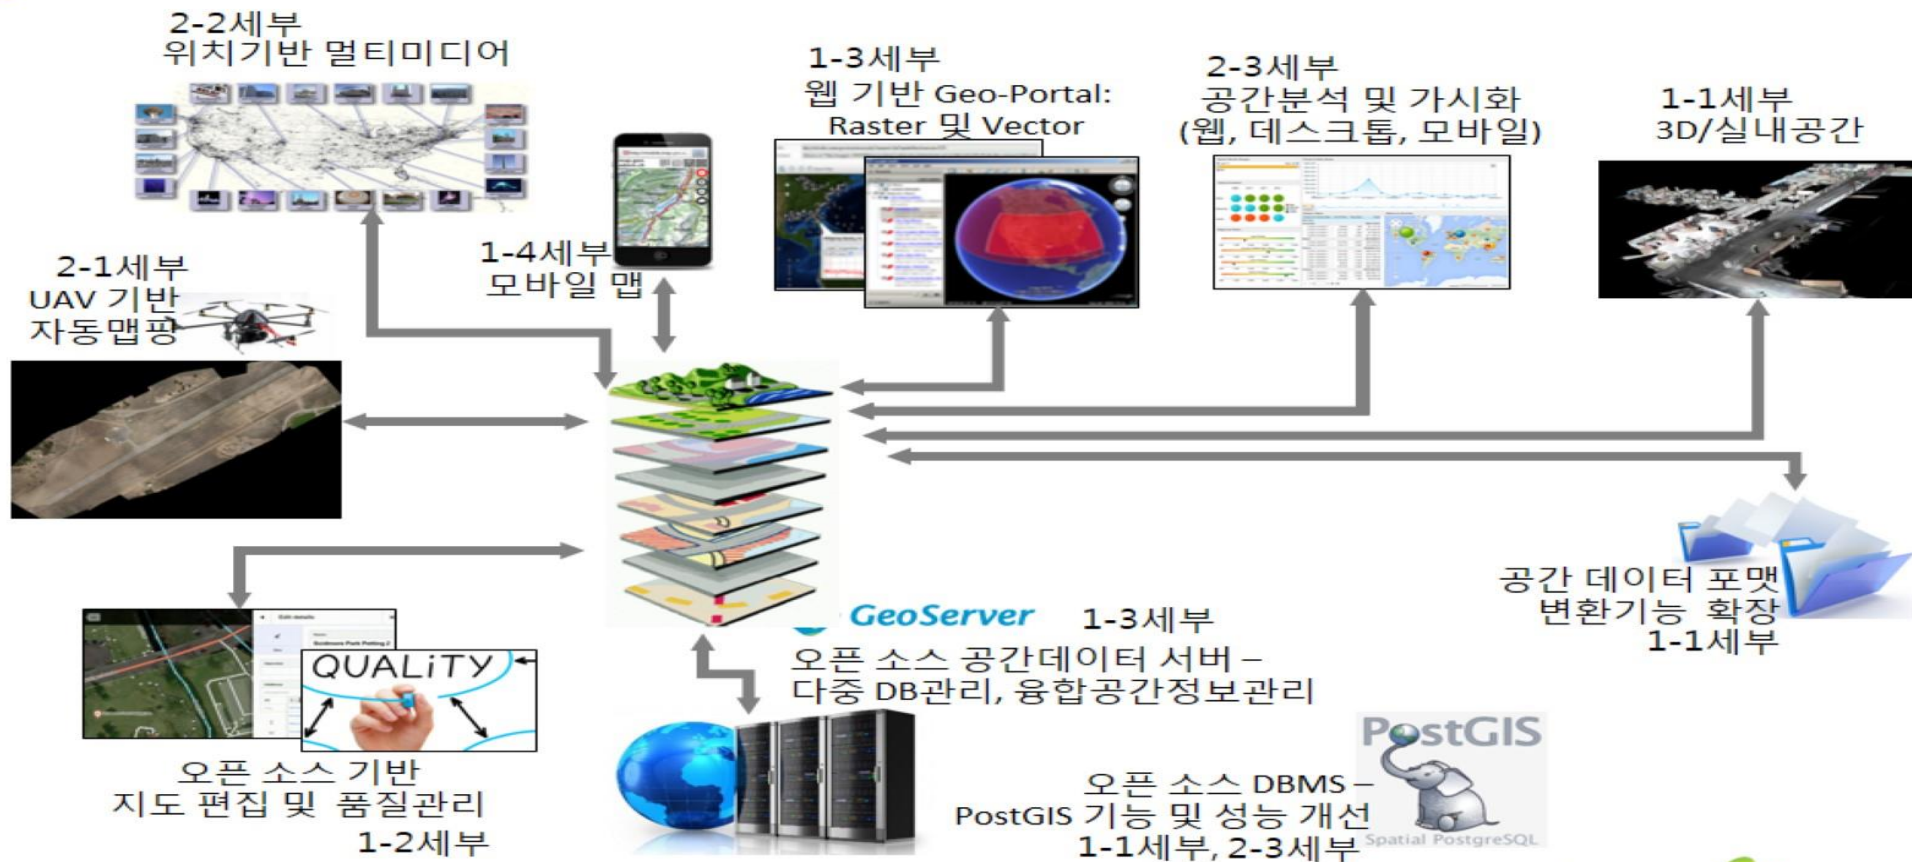 2-2세부
위치기반 멀티미디어
1-3세부
웹 기반 Geo-Portal:
Raster 및 Vector
2-3세부
공간분석 및 가시화
(웹, 데스크톱, 모바일)
1-1세부
3D/실내공간
1-4세부
모바일 맵
2-1세부
UAV 기반
자동맵핑
공간 데이터 포맷
변환기능 확장
1-1세부
GeoServer
1-3세부
오픈 소스 공간데이터 서버 –
다중 DB관리, 융합공간정보관리
Edit details
QUALiTY
오픈 소스 기반
지도 편집 및 품질관리
1-2세부
PostGIS
Spatial PostgreSQL
오픈 소스 DBMS –
PostGIS 기능 및 성능 개선
1-1세부, 2-3세부